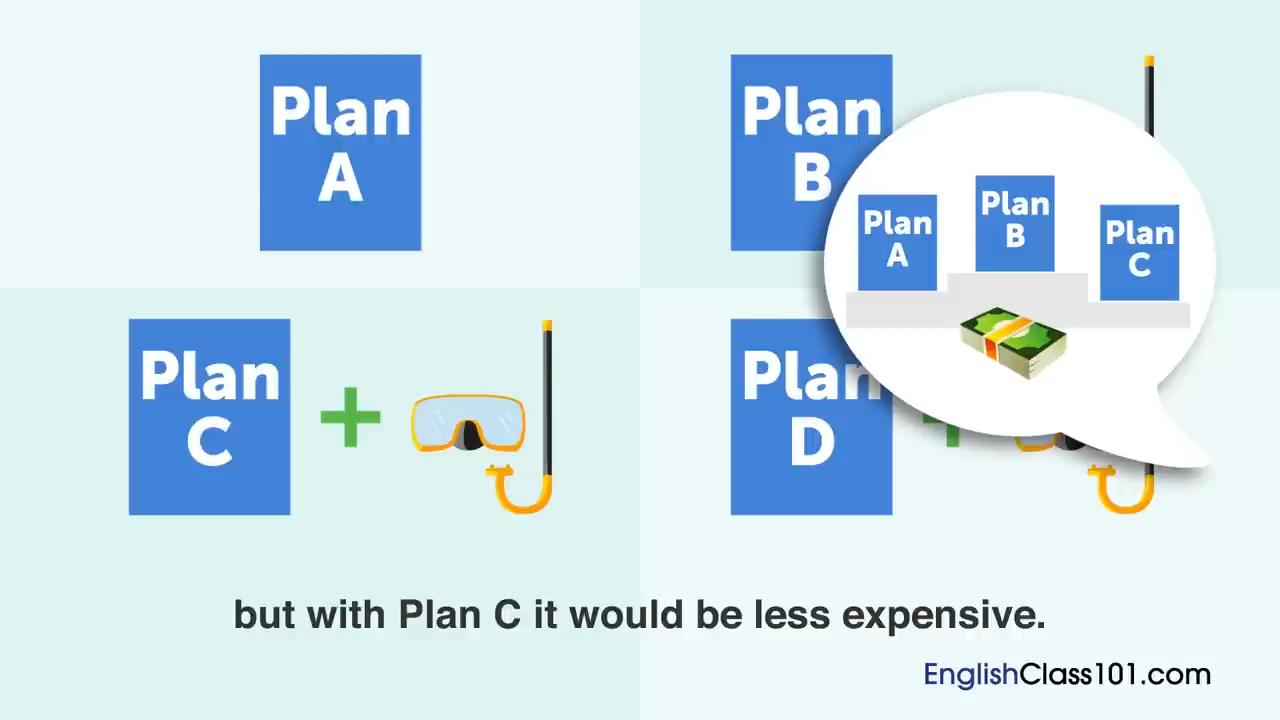 Plan
A
Plan
B
Plan
A
Plan
B
Plan
C
Plan
C
Plan
D
but with Plan C it would be less expensive.
EnglishClass101.com